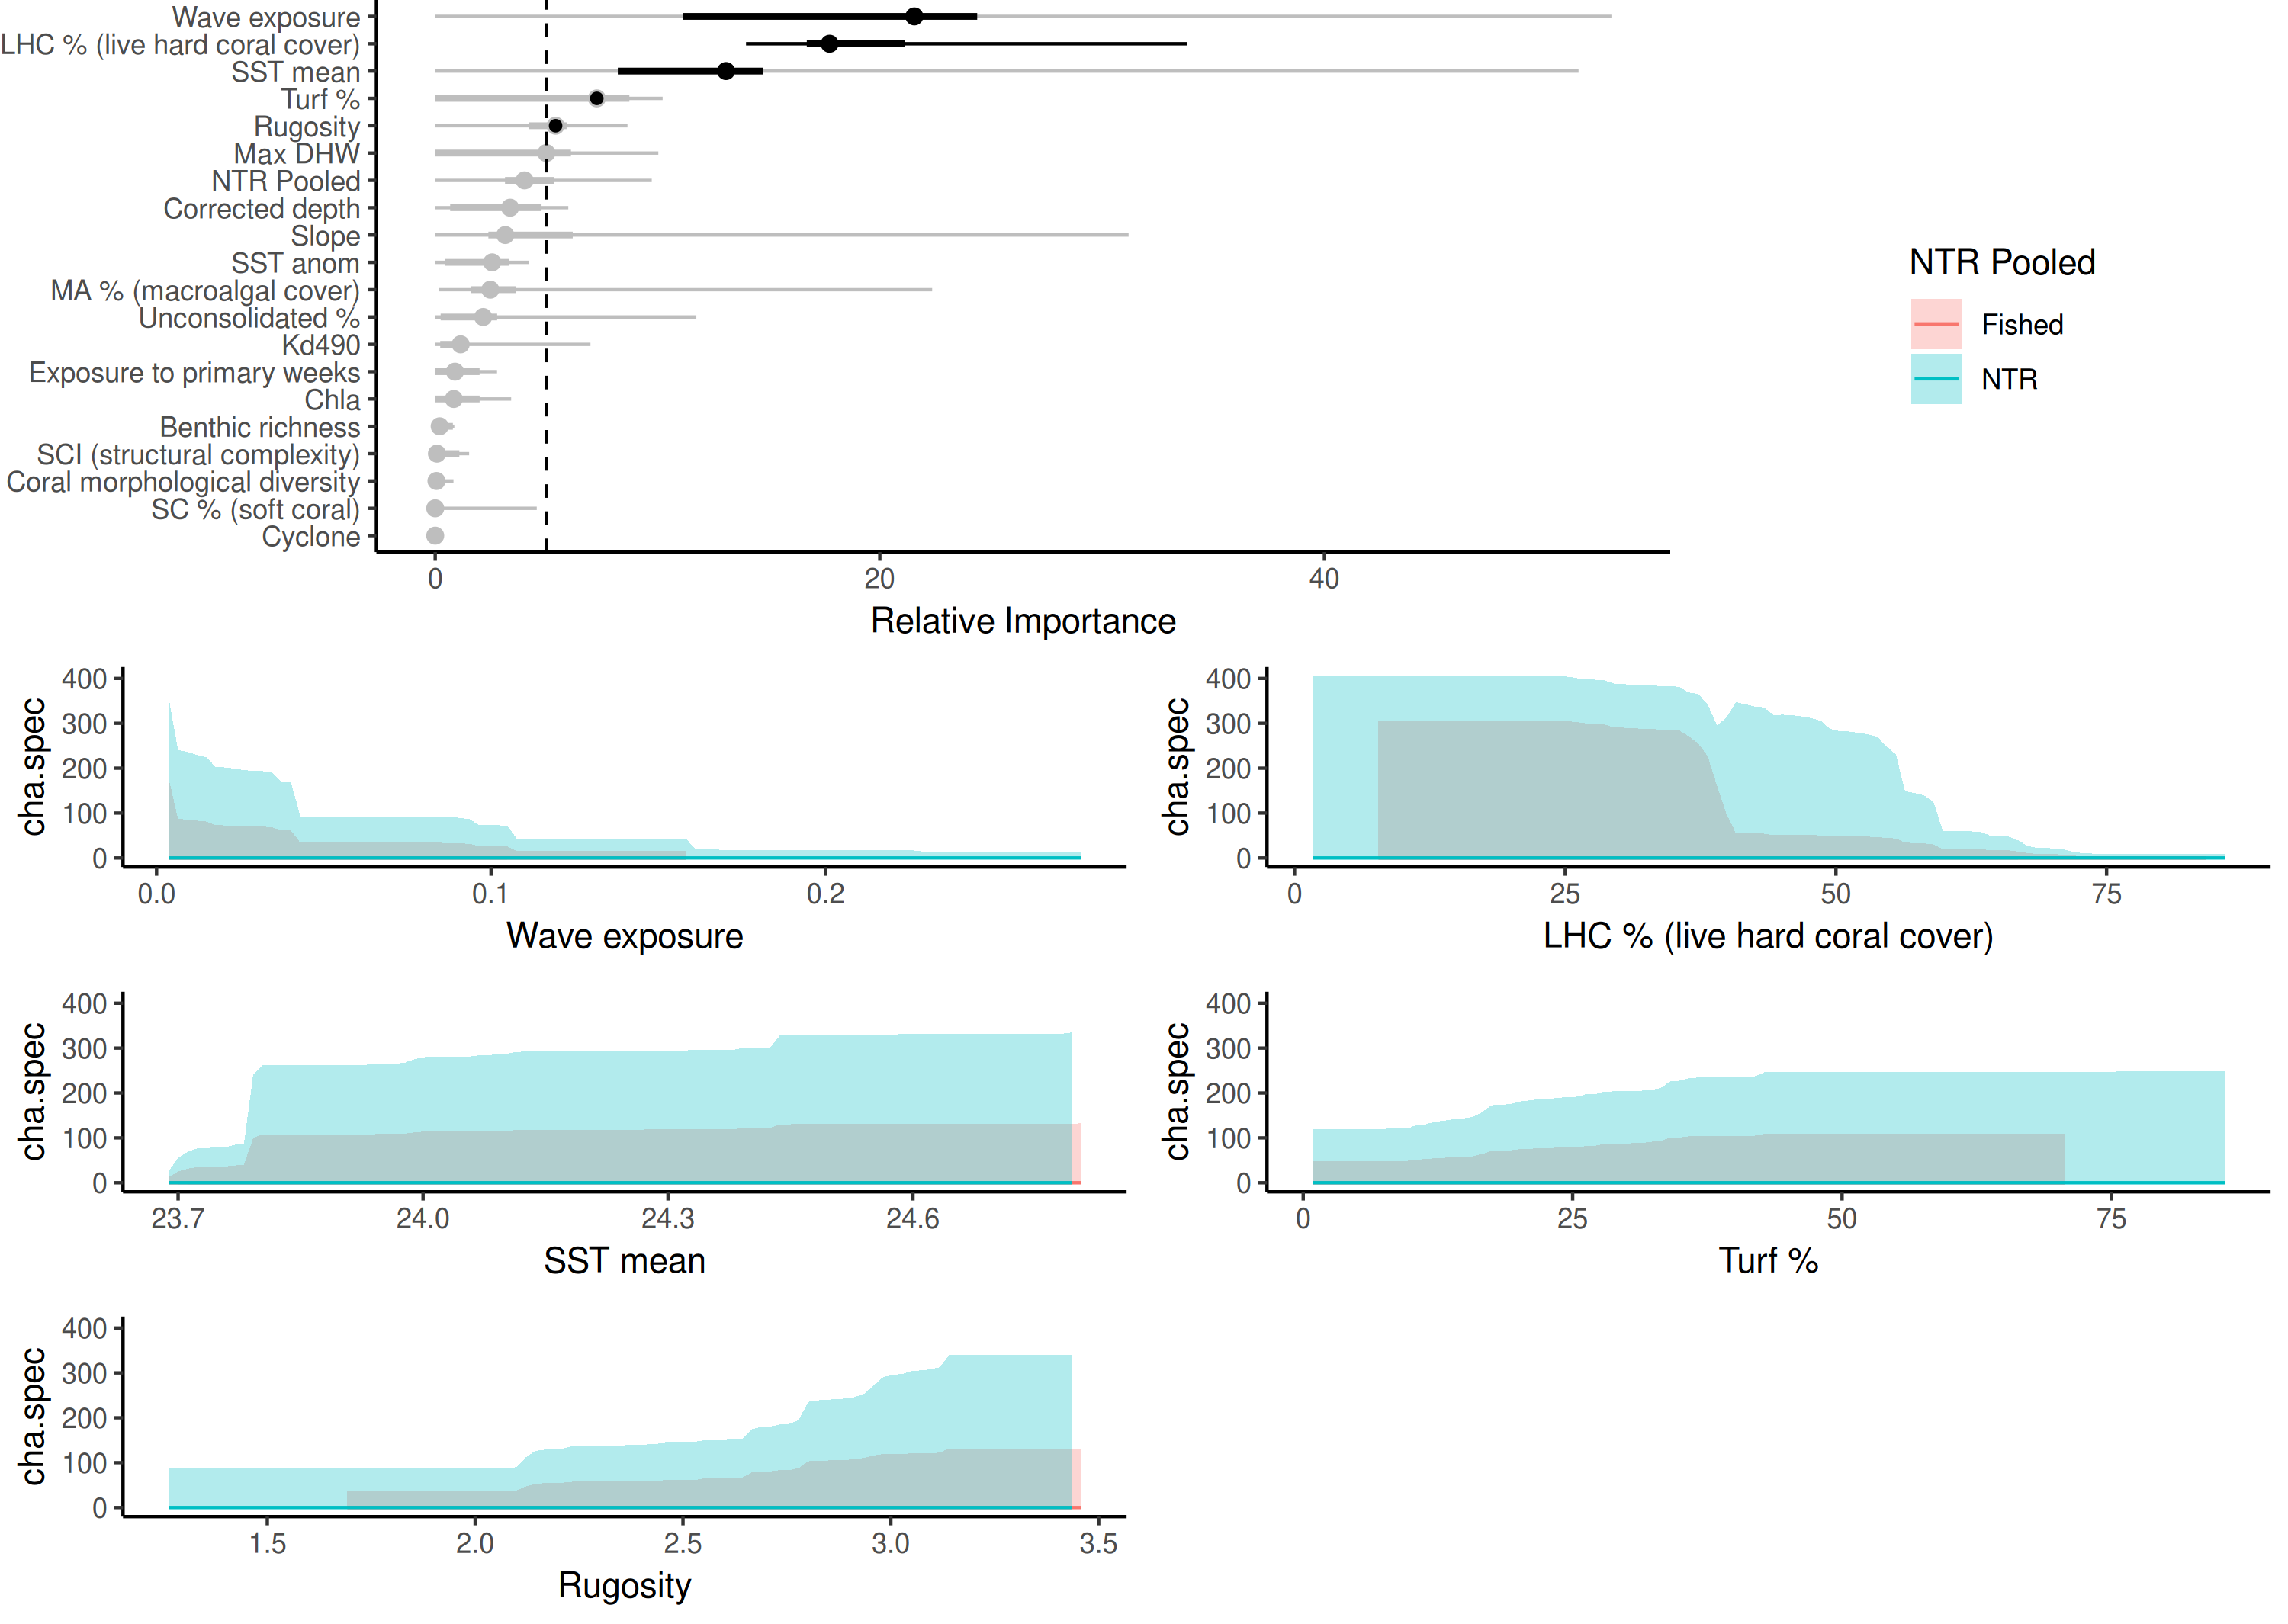 Wave exposure
LHC % (live hard coral cover)
SST mean
Turf %
Rugosity
Max DHW
NTR Pooled
Corrected depth
Slope
SST anom
MA % (macroalgal cover)
Unconsolidated %
Kd490
Exposure to primary weeks
Chla
Benthic richness
SCI (structural complexity)
Coral morphological diversity
SC % (soft coral)
Cyclone
0 20 40
Relative Importance
NTR Pooled
Fished
NTR
cha.spec
400
300
200
100
0
0.0 0.1 0.2
Wave exposure
cha.spec
400
300
200
100
0
0 25 50 75
LHC % (live hard coral cover)
cha.spec
400
300
200
100
0
23.7 24.0 24.3 24.6
SST mean
cha.spec
400
300
200
100
0
0 25 50 75
Turf %
cha.spec
400
300
200
100
0
1.5 2.0 2.5 3.0 3.5
Rugosity